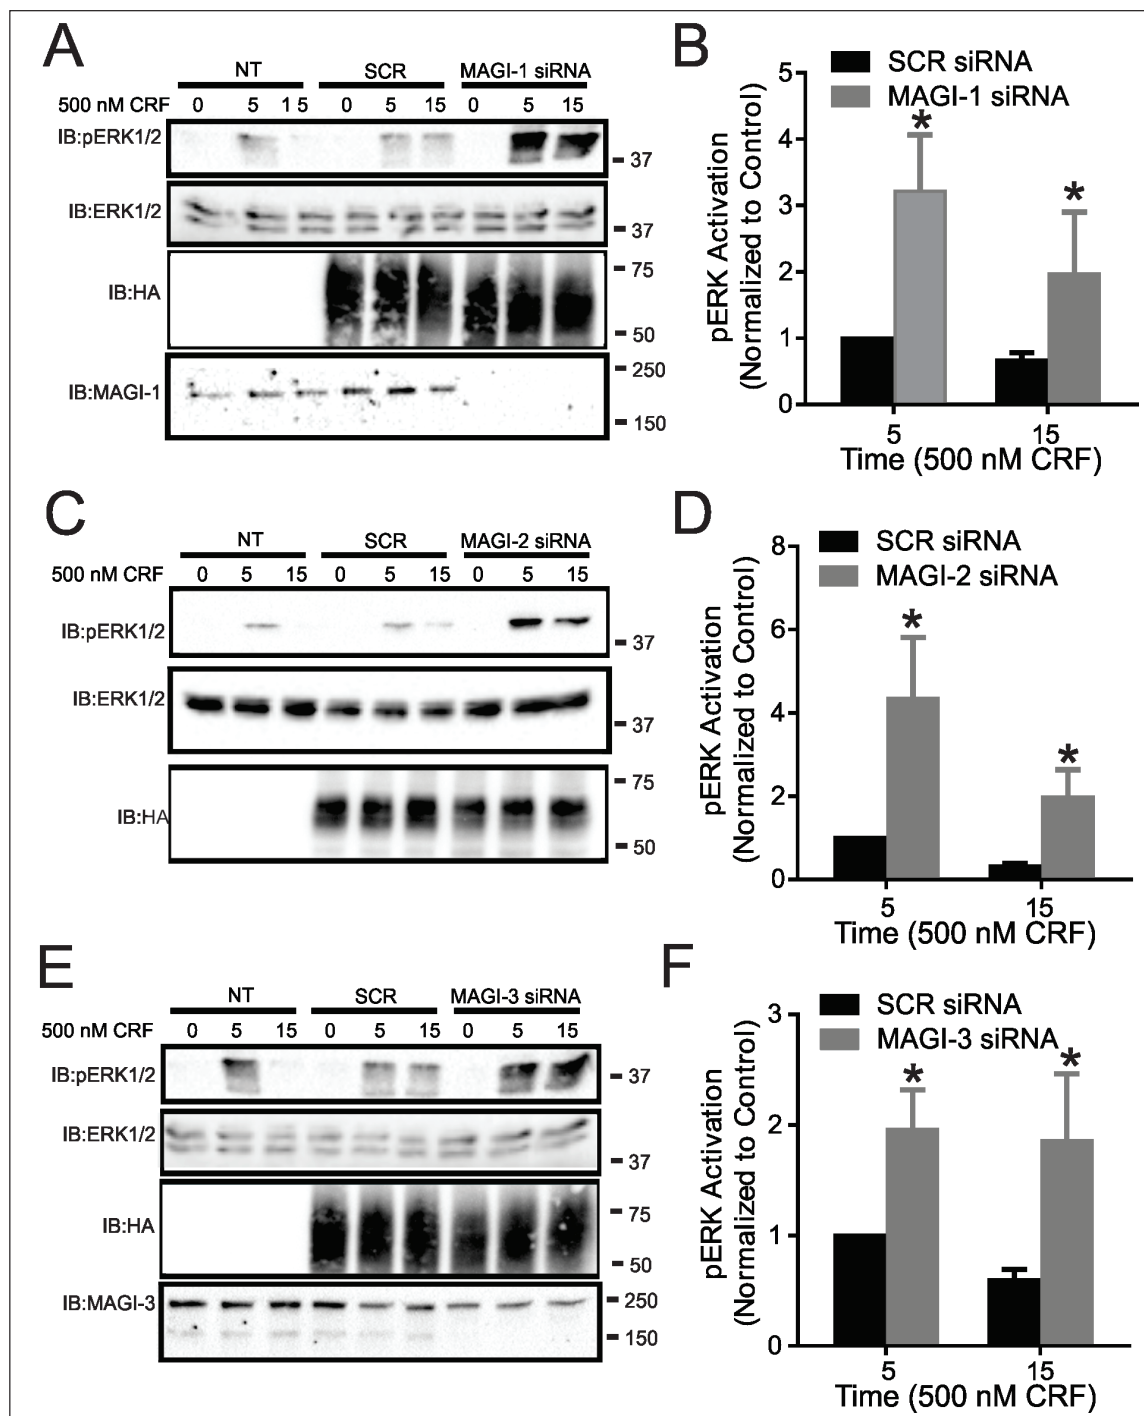 A
NT SCR MAGI-1 siRNA
500 nM CRF 0 5 1 5 0 5 15 0 5 15
IB:pERK1/2
37
IB:ERK1/2
37
IB:HA
75
50
IB:MAGI-1
250
150
B
SCR siRNA
MAGI-1 siRNA
pERK Activation
(Normalized to Control)
5
4
3
2
1
0
*
*
5 15
Time (500 nM CRF)
C
NT SCR MAGI-2 siRNA
500 nM CRF 0 5 15 0 5 15 0 5 15
IB:pERK1/2
37
IB:ERK1/2
37
IB:HA
75
50
D
SCR siRNA
MAGI-2 siRNA
pERK Activation
(Normalized to Control)
8
6
4
2
0
*
*
5 15
Time (500 nM CRF)
E
NT SCR MAGI-3 siRNA
500 nM CRF 0 5 15 0 5 15 0 5 15
IB:pERK1/2
37
IB:ERK1/2
37
IB:HA
75
50
IB:MAGI-3
250
150
F
SCR siRNA
MAGI-3 siRNA
pERK Activation
(Normalized to Control)
3
2
1
0
*
*
5 15
Time (500 nM CRF)